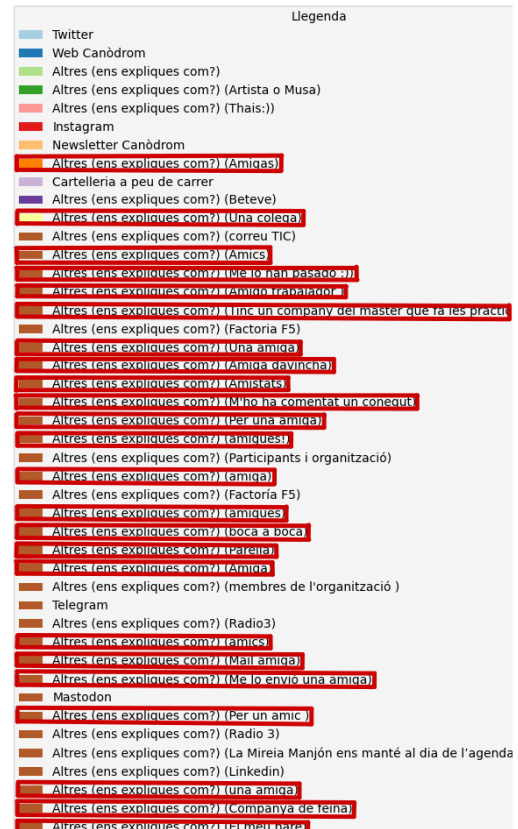 Llegenda
Twitter
Web Canòdrom
Altres (ens expliques com?)
Altres (ens expliques com?) (Artista o Musa)
Altres (ens expliques com?) (Thais:))
Instagram
Newsletter Canòdrom
Altres (ens expliques com?) (Amigas)
Cartelleria a peu de carrer
Altres (ens expliques com?) (Beteve)
Altres (ens expliques com?) (Una colega)
Altres (ens expliques com?) (correu TIC)
Altres (ens expliques com?) (Amics)
Altres (ens expliques com?) (Me lo han pasado :))
Altres (ens expliques com?) (Amigo trabajador )
Altres (ens expliques com?) (Tinc un company del màster que fa les pràctic
Altres (ens expliques com?) (Factoria F5)
Altres (ens expliques com?) (Una amiga)
Altres (ens expliques com?) (Amiga davincha)
Altres (ens expliques com?) (Amistats)
Altres (ens expliques com?) (M'ho ha comentat un conegut)
Altres (ens expliques com?) (Per una amiga)
Altres (ens expliques com?) (amigues!)
Altres (ens expliques com?) (Participants i organització)
Altres (ens expliques com?) (amiga)
Altres (ens expliques com?) (Factoría F5)
Altres (ens expliques com?) (amigues)
Altres (ens expliques com?) (boca a boca)
Altres (ens expliques com?) (Parella)
Altres (ens expliques com?) (Amiga
Altres (ens expliques com?) (membres de l'organització )
Telegram
Altres (ens expliques com?) (Radio3)
Altres (ens expliques com?) (amics)
Altres (ens expliques com?) (Mail amiga)
Altres (ens expliques com?) (Me lo envió una amiga)
Mastodon
Altres (ens expliques com?) (Per un amic )
Altres (ens expliques com?) (Radio 3)
Altres (ens expliques com?) (La Mireia Manjón ens manté al dia de l’agenda
Altres (ens expliques com?) (Linkedin)
Altres (ens expliques com?) (una amiga)
Altres (ens expliques com?) (Companya de feina)
Altres (ens expliques com?) (El meu pare)